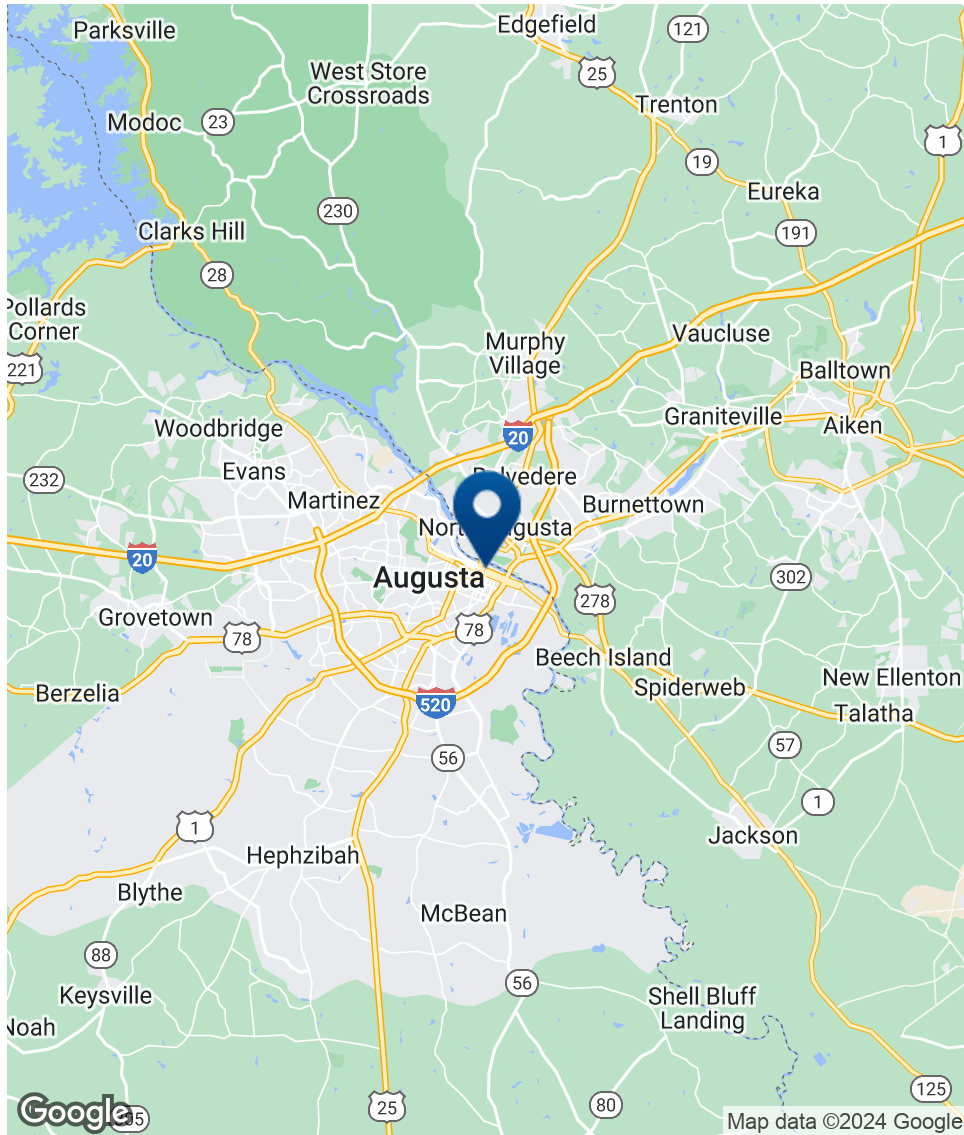 Edgefield
Parksville
121
West Store
Crossroads
25
Trenton
Modoc
23
1
19
Eureka
230
191
Clarks Hill
28
Pollards
Corner
Vaucluse
Murphy
Village
221
Balltown
Graniteville
Aiken
Woodbridge
20
Evans
232
Belvedere
Martinez
Burnettown
North Augusta
20
Augusta
302
278
Grovetown
78
78
Beech Island
New Ellenton
Spiderweb
Berzelia
520
Talatha
56
57
1
1
Jackson
Hephzibah
Blythe
McBean
88
56
Keysville
Shell Bluff
Landing
Noah
125
25
80
Google
Map data ©2024 Google